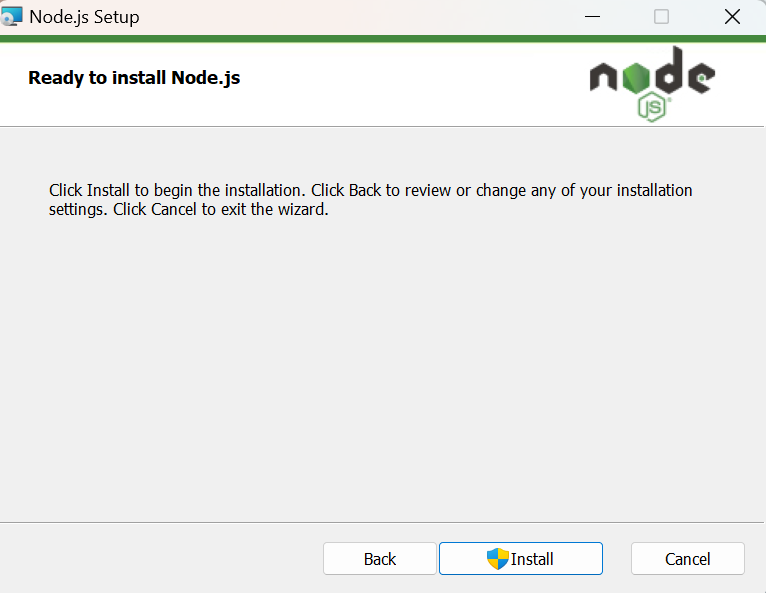 Node.js Setup
Ready to install Node.js
node
JS
Click Install to begin the installation. Click Back to review or change any of your installation
settings. Click Cancel to exit the wizard.
Back
Install
Cancel